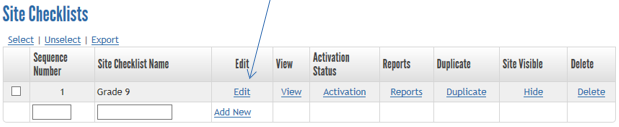 Site Checklists
Select | Unselect | Export
Sequence Number Site Checklist Name Edit View Activation Status Reports Duplicate Site Visible Delete
1 Grade 9 Edit View Activation Reports Duplicate Hide Delete
Add New